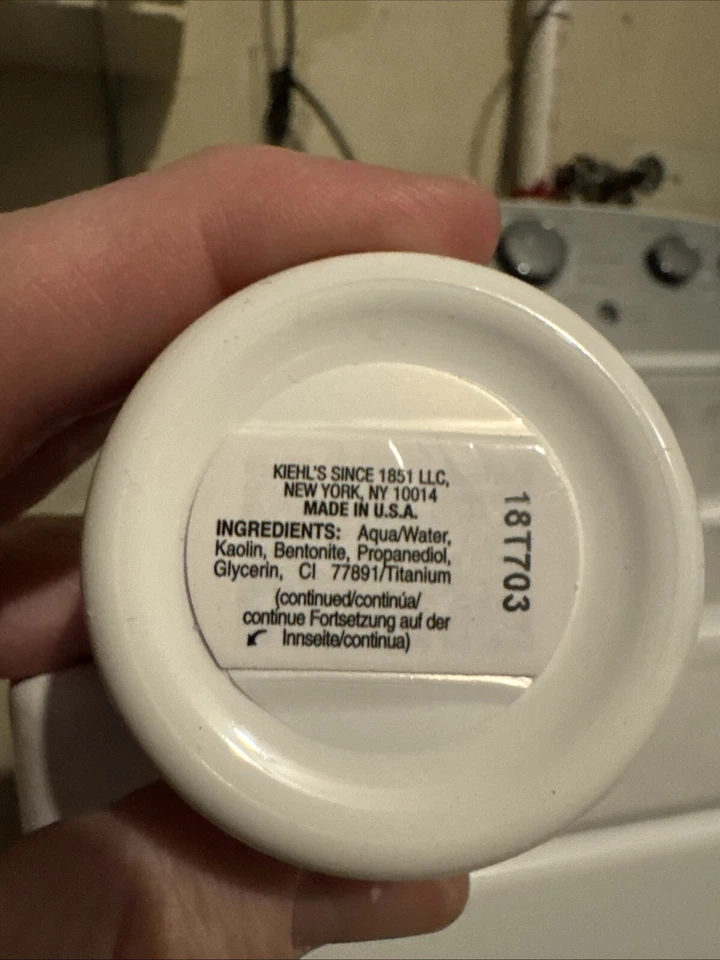 KIEHL'S SINCE 1851 LLC,
NEW YORK, NY 10014
MADE IN U.S.A.
INGREDIENTS: Aqua/Water,
Kaolin, Bentonite, Propanediol,
Glycerin, CI 77891/Titanium
(continued/continúa/
continue Fortsetzung auf der
Innseite/continua)
18T703